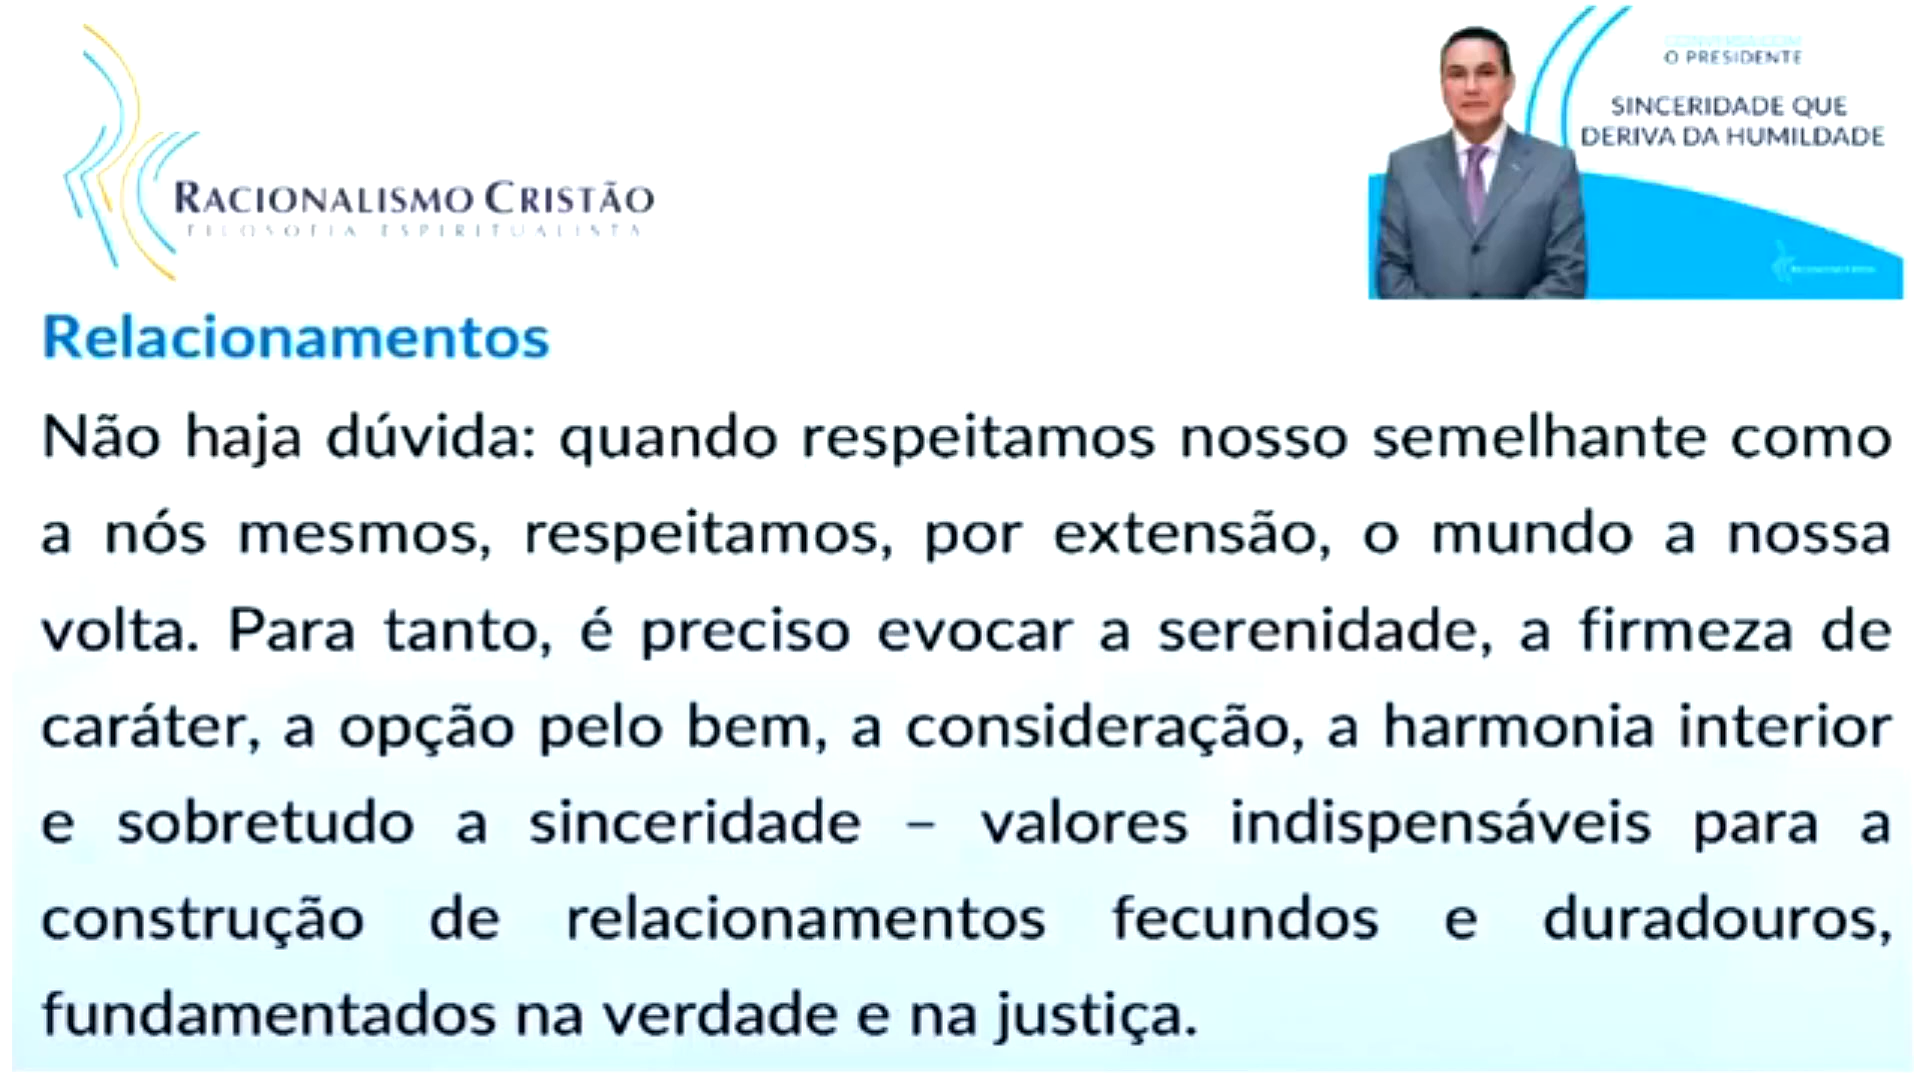 RACIONALISMO CRISTÃO
FILOSOFIA ESPIRITUALISTA
O PRESIDENTE
SINCERIDADE QUE
DERIVA DA HUMILDADE
Relacionamentos
Não haja dúvida: quando respeitamos nosso semelhante como
a nós mesmos, respeitamos, por extensão, o mundo a nossa
volta. Para tanto, é preciso evocar a serenidade, a firmeza de
caráter, a opção pelo bem, a consideração, a harmonia interior
e sobretudo a sinceridade – valores indispensáveis para a
construção de relacionamentos fecundos e duradouros,
fundamentados na verdade e na justiça.